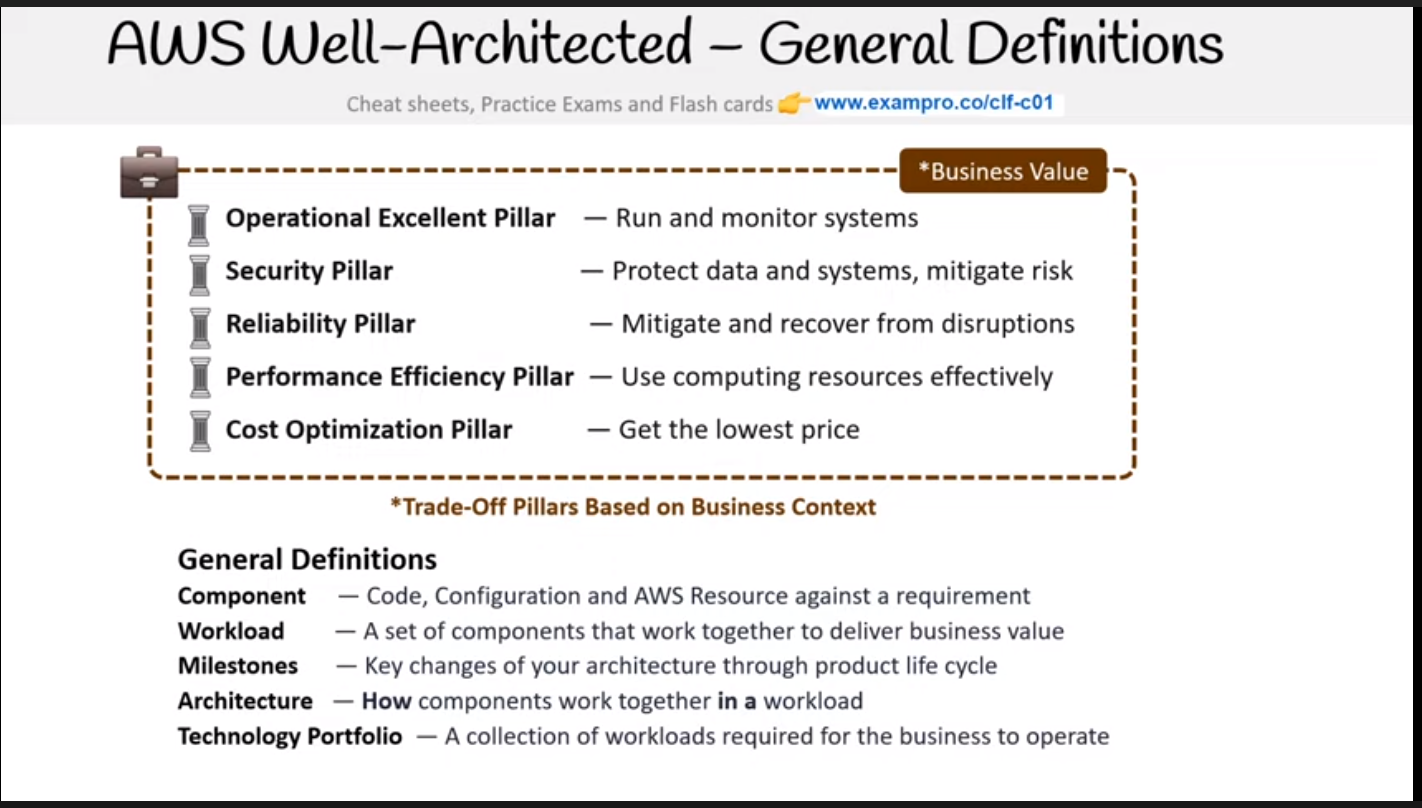 AWS Well-Architected – General Definitions
Cheat sheets, Practice Exams and Flash cards 👉 www.exampro.co/clf-c01
*Business Value
Operational Excellent Pillar — Run and monitor systems
Security Pillar — Protect data and systems, mitigate risk
Reliability Pillar — Mitigate and recover from disruptions
Performance Efficiency Pillar — Use computing resources effectively
Cost Optimization Pillar — Get the lowest price
*Trade-Off Pillars Based on Business Context
General Definitions
Component — Code, Configuration and AWS Resource against a requirement
Workload — A set of components that work together to deliver business value
Milestones — Key changes of your architecture through product life cycle
Architecture — How components work together in a workload
Technology Portfolio — A collection of workloads required for the business to operate